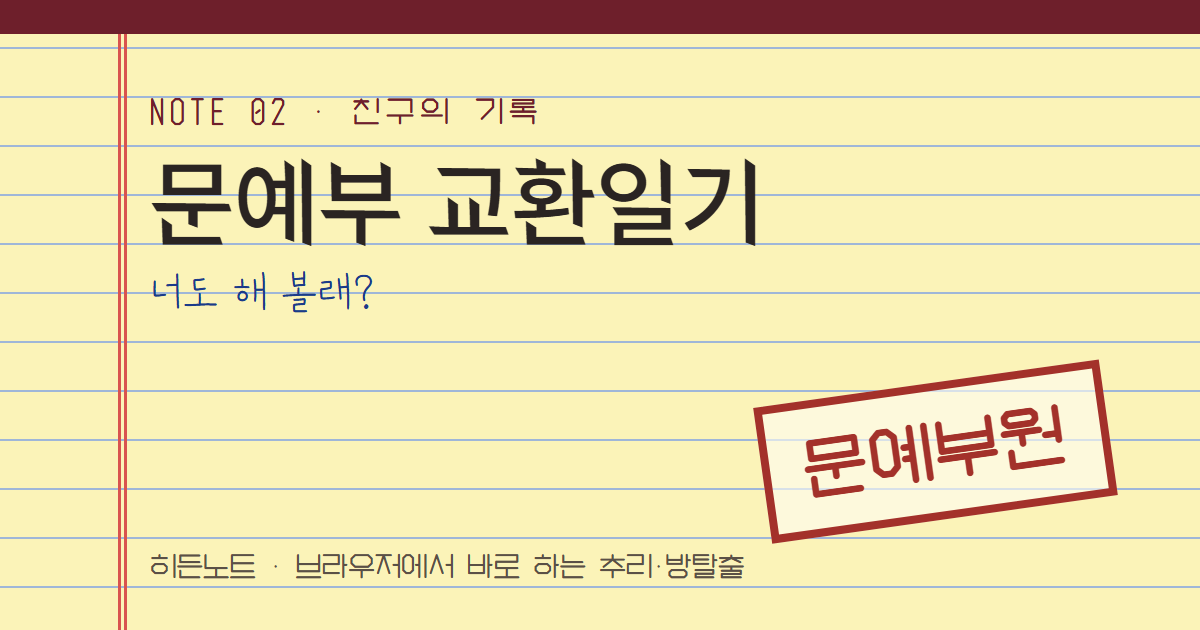 NOTE 02 · 친구의 기록
문예부 교환일기
너도 해 볼래?
문예부원
히든노트 · 브라우저에서 바로 하는 추리·방탈출